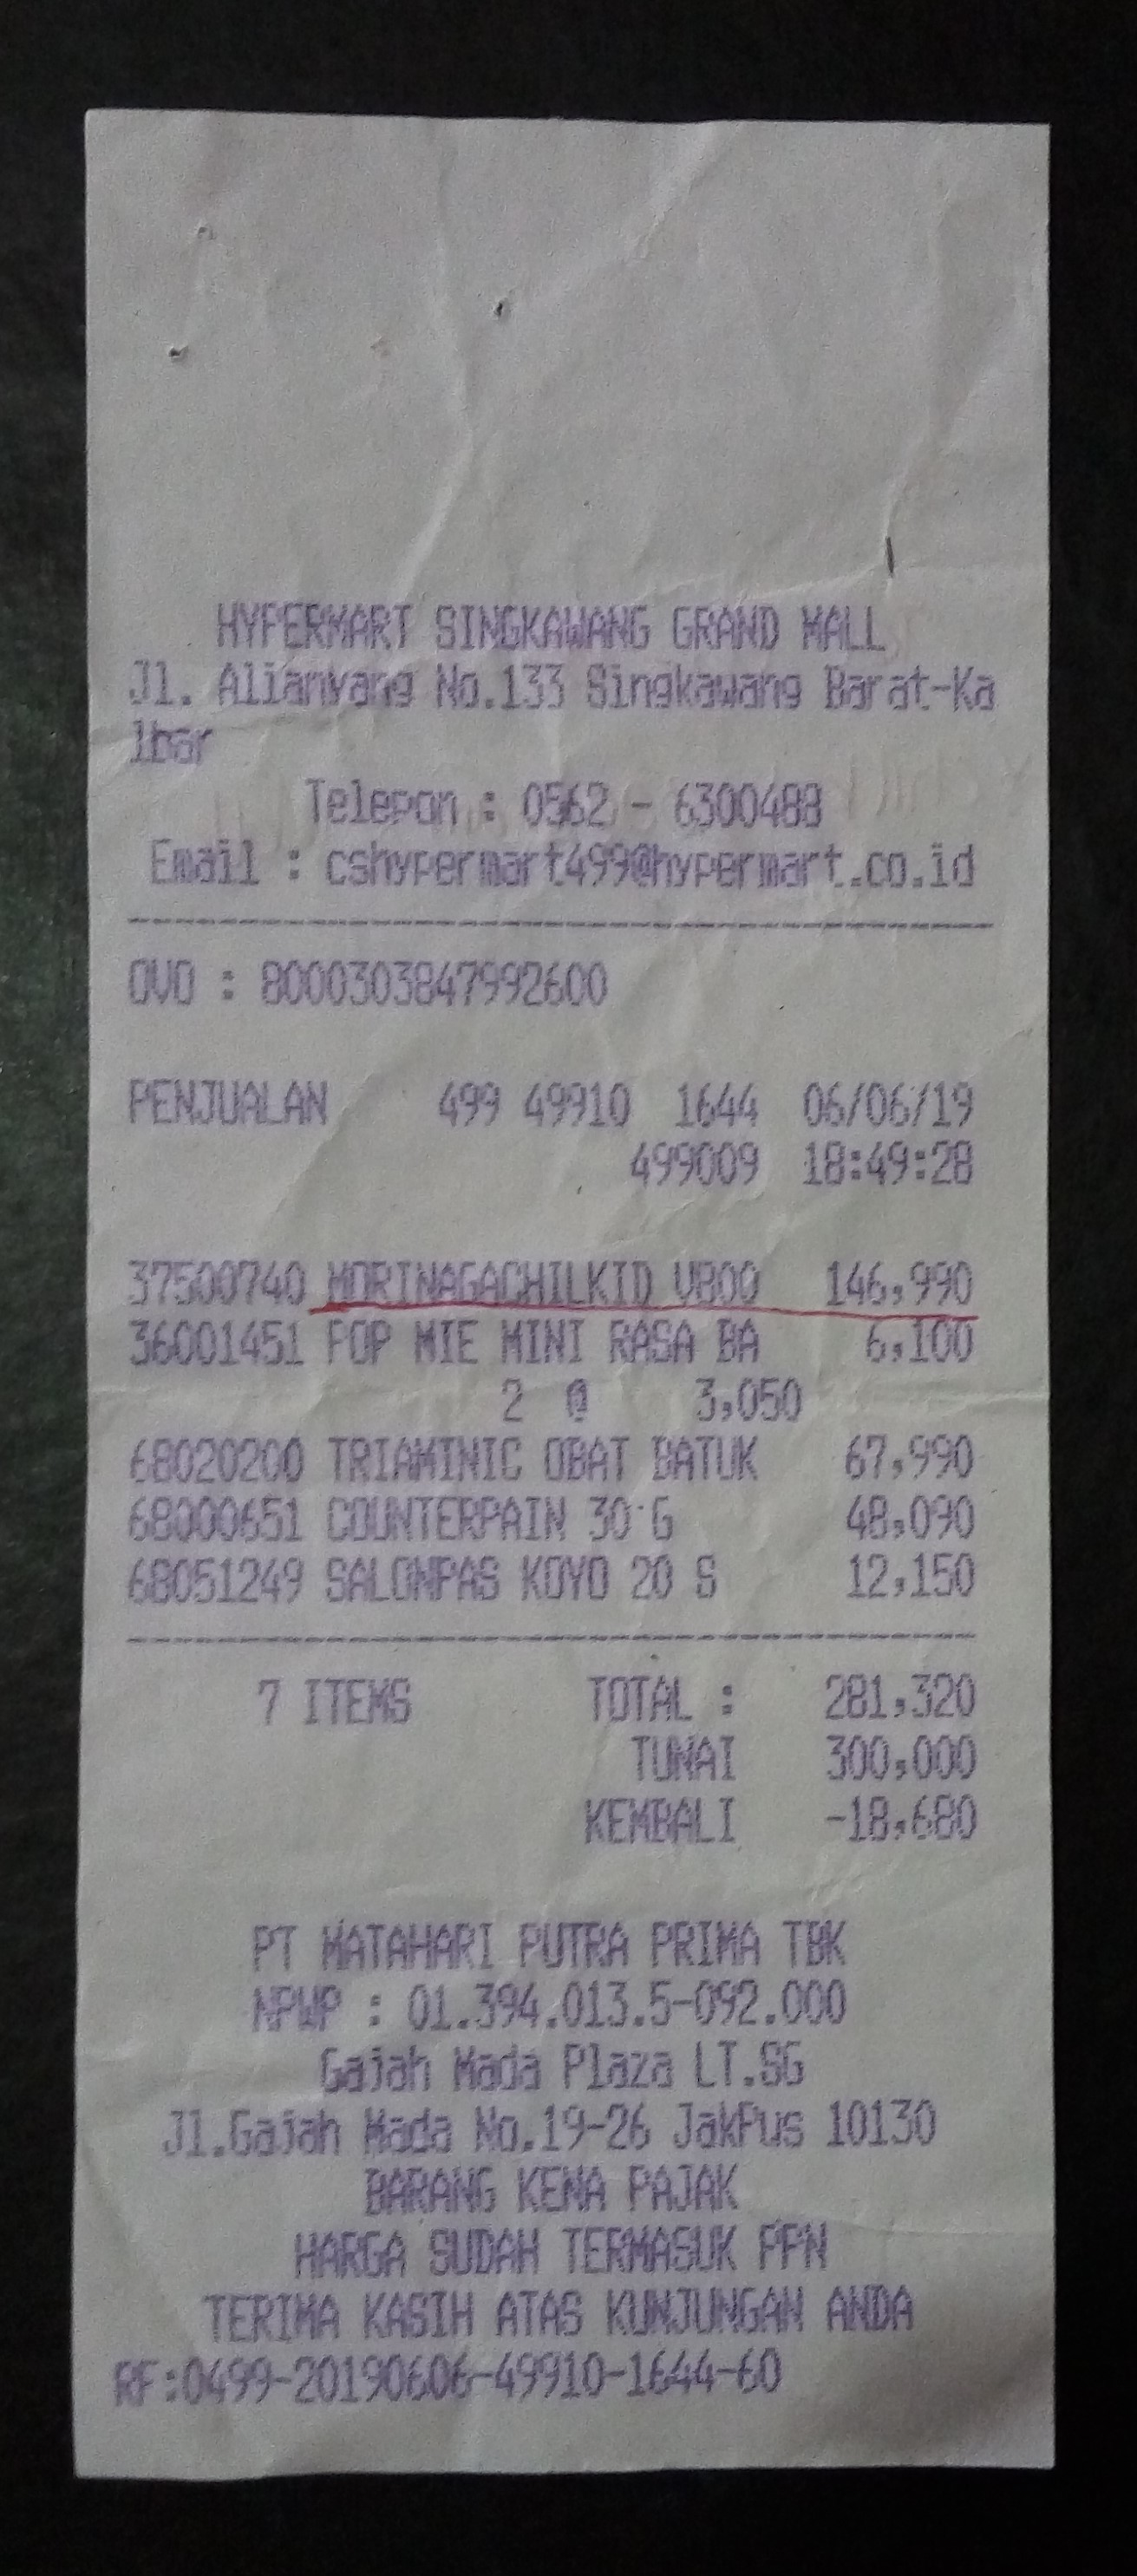 HYPERMART SINGKAWANG GRAND MALL
Jl. Alianyang No.133 Singkawang Barat-Ka
lbar
Telepon : 0562 - 6300488
Email : cshypermart499@hypermart.co.id
OVO : 8000303847992600
PENJUALAN 499 49910 1644 06/06/19
499009 18:49:28
37500740 MORINAGACHILKID V800 146,990
36001451 POP MIE MINI RASA BA 6,100
2 @ 3,050
68020200 TRIAMINIC OBAT BATUK 67,990
68000651 COUNTERPAIN 30 G 48,090
68051249 SALONPAS KOYO 20 S 12,150
7 ITEMS TOTAL : 281,320
TUNAI 300,000
KEMBALI -18,680
PT MATAHARI PUTRA PRIMA TBK
NPWP : 01.394.013.5-092.000
Gajah Mada Plaza LT.SG
Jl.Gajah Mada No.19-26 JakPus 10130
BARANG KENA PAJAK
HARGA SUDAH TERMASUK PPN
TERIMA KASIH ATAS KUNJUNGAN ANDA
RF:0499-20190606-49910-1644-60